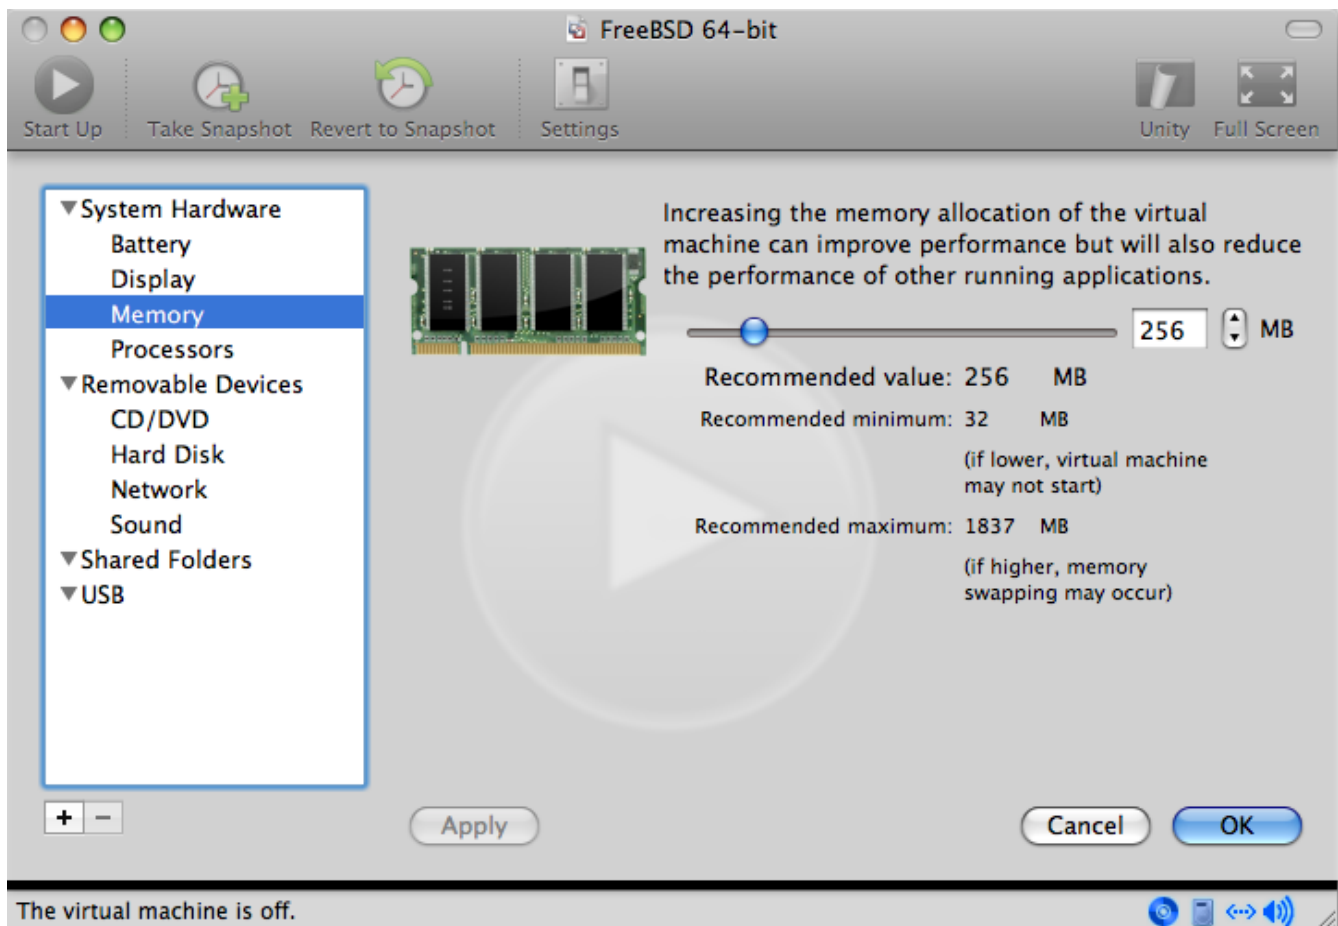 FreeBSD 64-bit
Start Up
Take Snapshot
Revert to Snapshot
Settings
Unity
Full Screen
System Hardware
Battery
Display
Memory
Processors
Removable Devices
CD/DVD
Hard Disk
Network
Sound
Shared Folders
USB
Increasing the memory allocation of the virtual
machine can improve performance but will also reduce
the performance of other running applications.
256 MB
Recommended value: 256 MB
Recommended minimum: 32 MB
(if lower, virtual machine
may not start)
Recommended maximum: 1837 MB
(if higher, memory
swapping may occur)
+ −
Apply
Cancel
OK
The virtual machine is off.